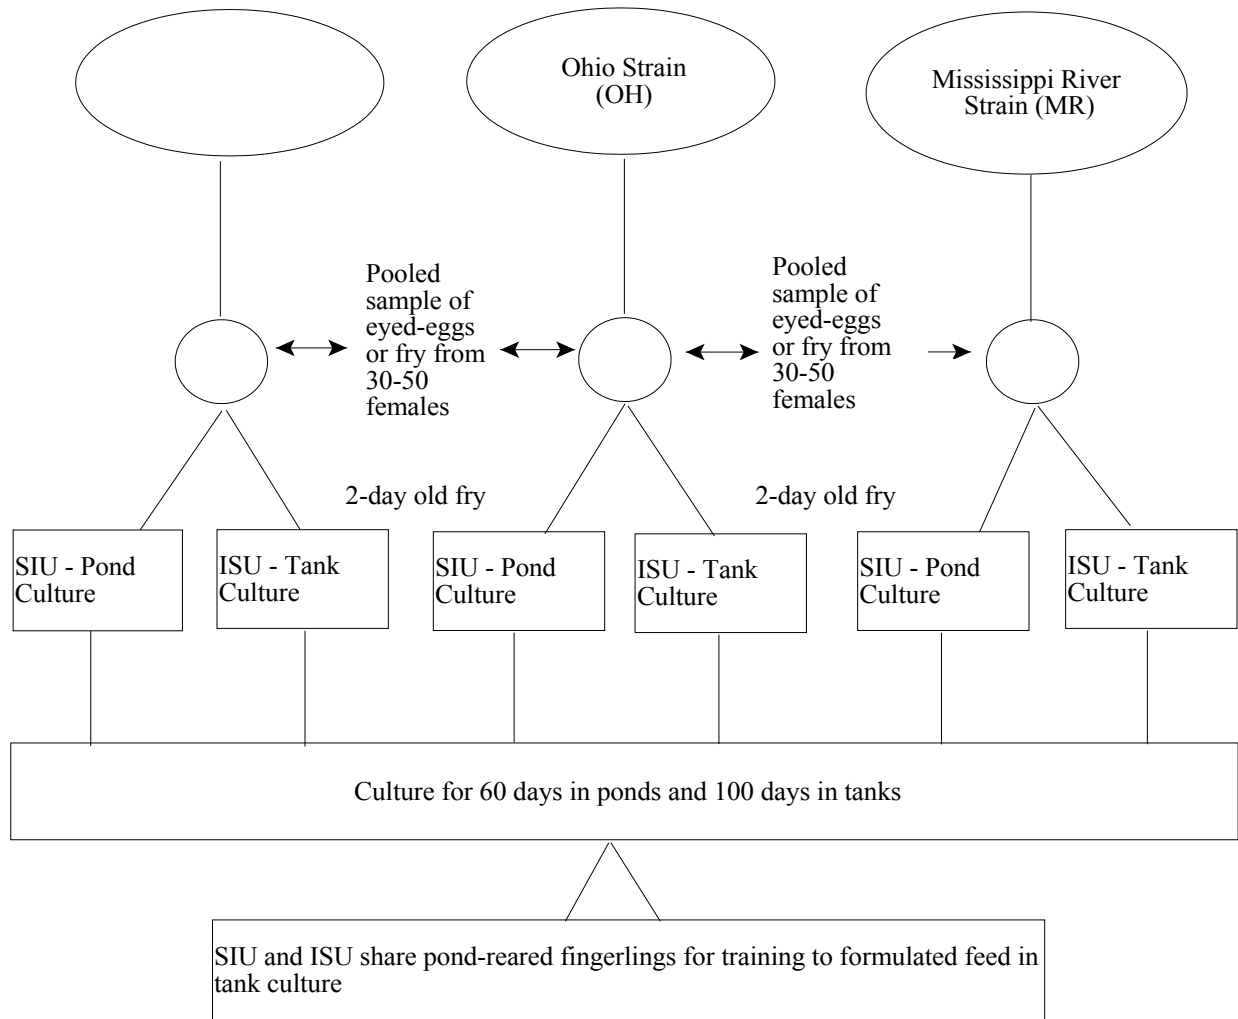 Ohio Strain
(OH)
Mississippi River
Strain (MR)
Pooled
sample of
eyed-eggs
or fry from
30-50
females
Pooled
sample of
eyed-eggs
or fry from
30-50
females
2-day old fry
2-day old fry
SIU - Pond
Culture
ISU - Tank
Culture
SIU - Pond
Culture
ISU - Tank
Culture
SIU - Pond
Culture
ISU - Tank
Culture
Culture for 60 days in ponds and 100 days in tanks
SIU and ISU share pond-reared fingerlings for training to formulated feed in
tank culture